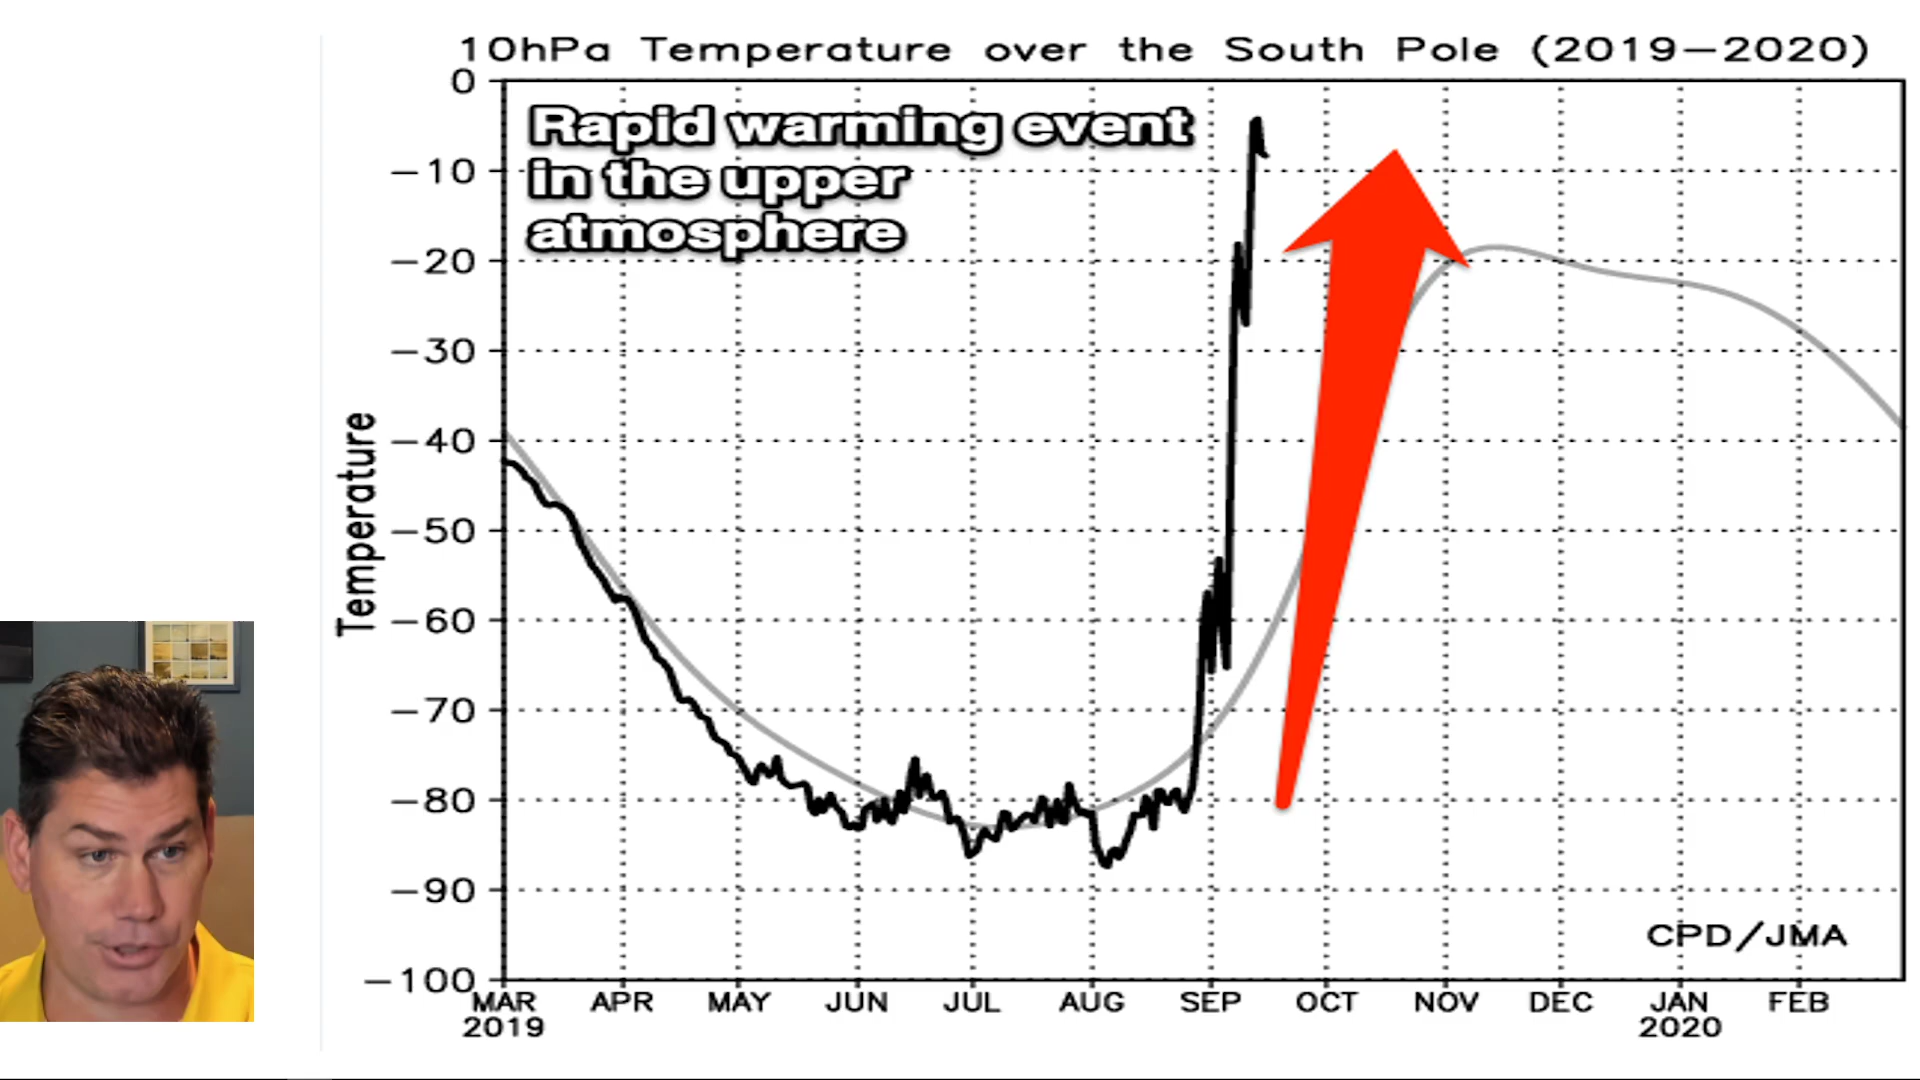 10hPa Temperature over the South Pole (2019−2020)
Rapid warming event
in the upper
atmosphere
Temperature
0
−10
−20
−30
−40
−50
−60
−70
−80
−90
−100
CPD/JMA
MAR APR MAY JUN JUL AUG SEP OCT NOV DEC JAN FEB
2019 2020